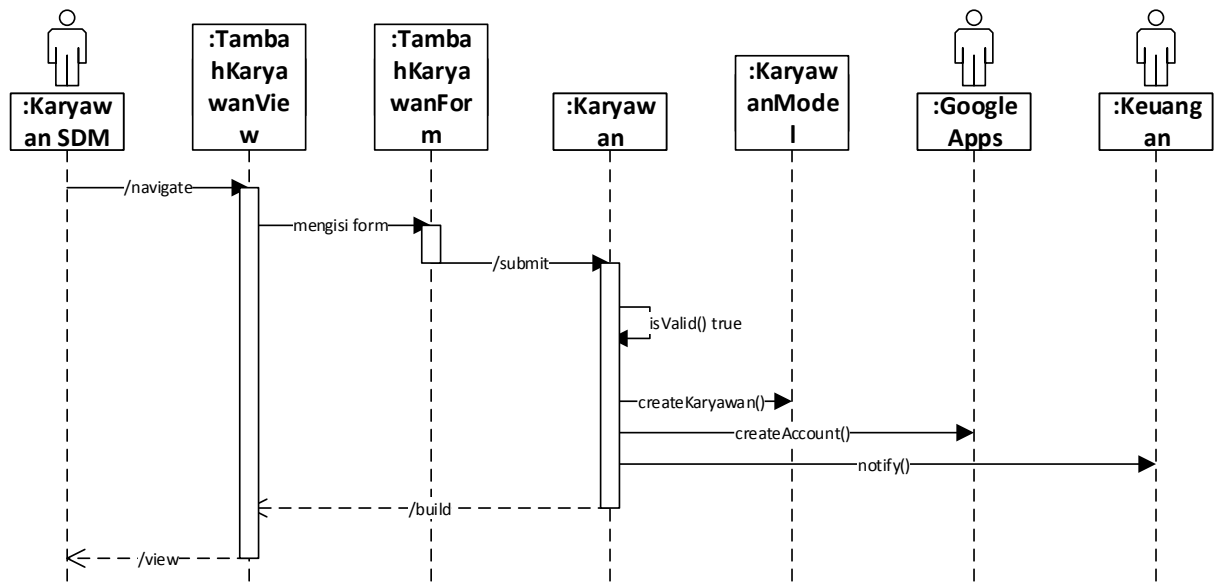 :Karyaw
an SDM
:Tamba
hKarya
wanVie
w
:Tamba
hKarya
wanFor
m
:Karyaw
an
:Karyaw
anMode
l
:Google
Apps
:Keuang
an
/navigate
mengisi form
/submit
isValid() true
createKaryawan()
createAccount()
notify()
/build
/view